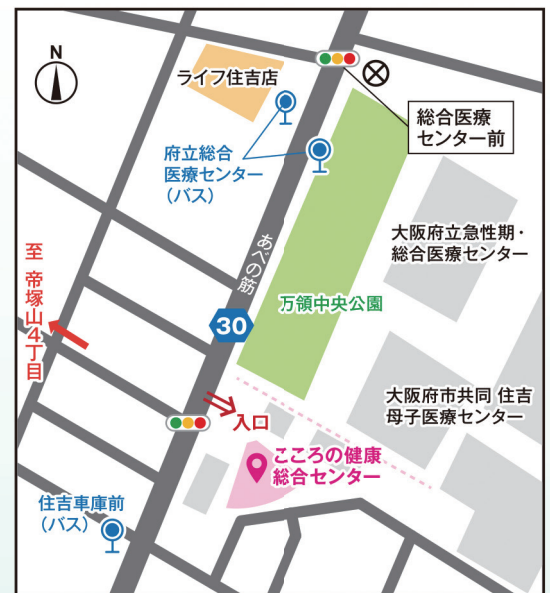 N
ライフ住吉店
総合医療
センター前
府立総合
医療センター
(バス)
大阪府立急性期・
総合医療センター
あべの筋
至 帝塚山4丁目
万領中央公園
30
大阪府市共同 住吉
母子医療センター
入口
こころの健康
総合センター
住吉車庫前
(バス)